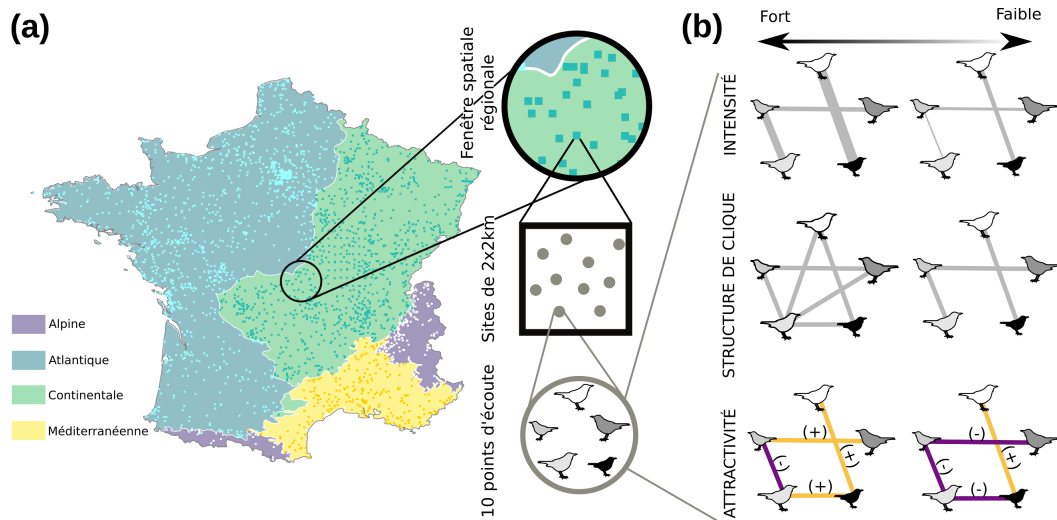 (a)
Alpine
Atlantique
Continentale
Méditerranéenne
Fenêtre spatiale
régionale
Sites de 2x2km
10 points d'écoute
(b)
Fort
Faible
INTENSITÉ
STRUCTURE DE CLIQUE
ATTRACTIVITÉ
(+)
(-)
(+)
(+)
(-)
(-)
(+)
(-)